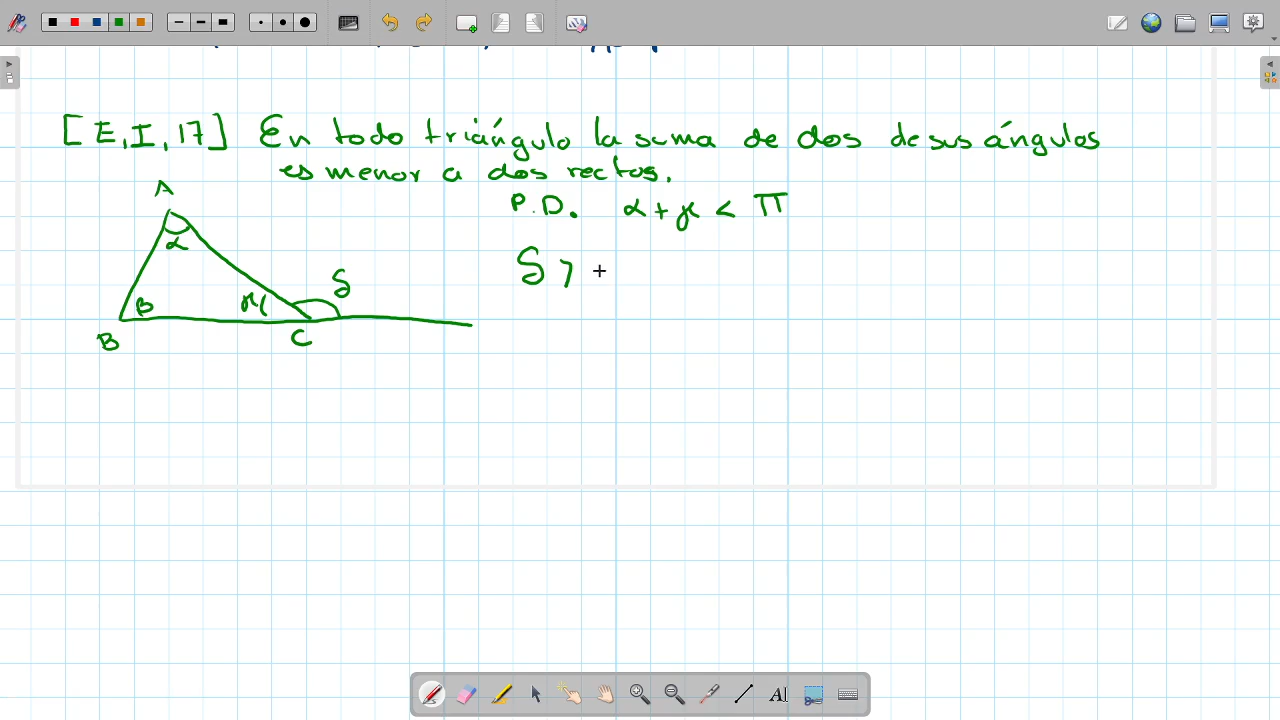 [E, I, 17] En todo triángulo la suma de dos de sus ángulos
es menor a dos rectos.
P.D. α + γ < π
A
α
δ >
δ
B
γ
B
C